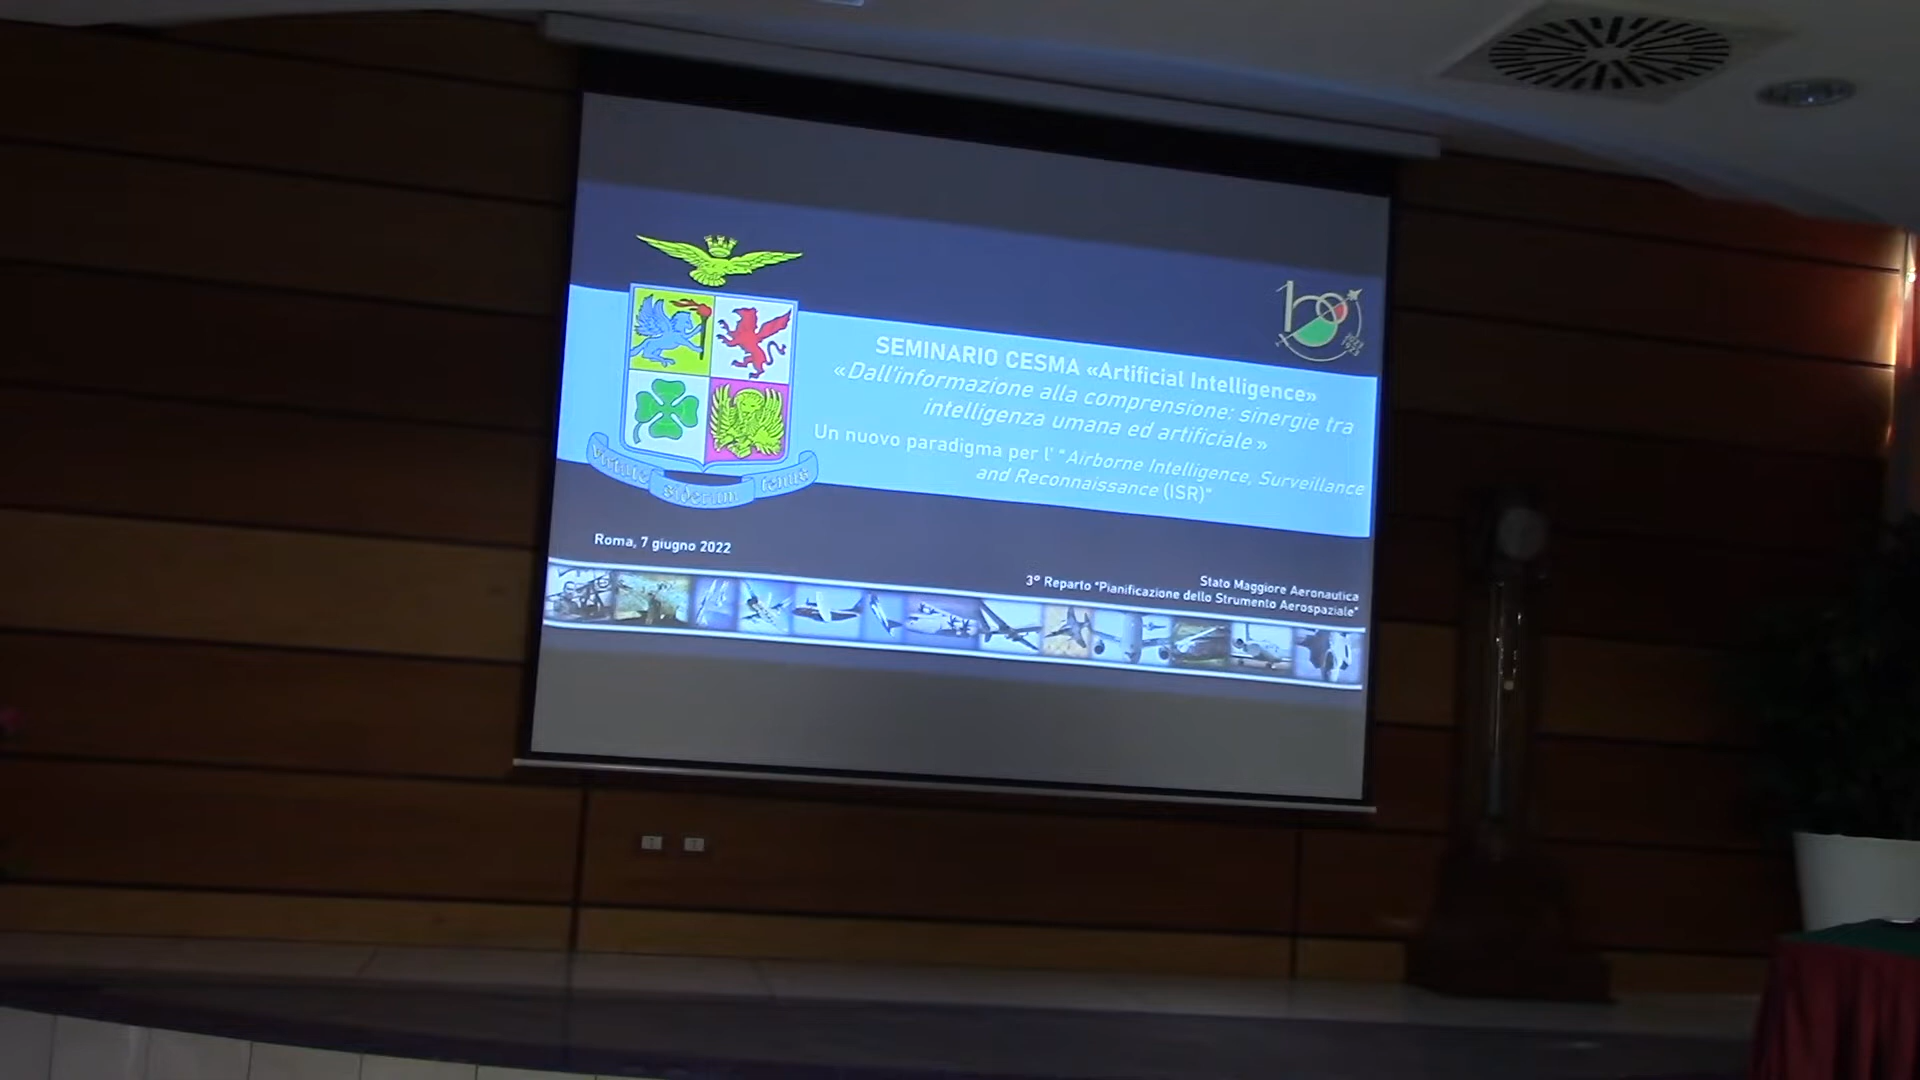 SEMINARIO CESMA «Artificial Intelligence»
«Dall'informazione alla comprensione: sinergie tra
intelligenza umana ed artificiale »
Un nuovo paradigma per l' "Airborne Intelligence, Surveillance
and Reconnaissance (ISR)"
virtute
siderum
tenus
Roma, 7 giugno 2022
Stato Maggiore Aeronautica
3° Reparto "Pianificazione dello Strumento Aerospaziale"